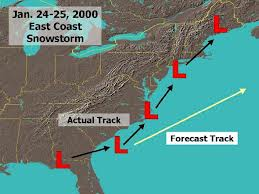 Jan. 24-25, 2000
East Coast
Snowstorm
L
L
L
Actual Track
Forecast Track
L
L